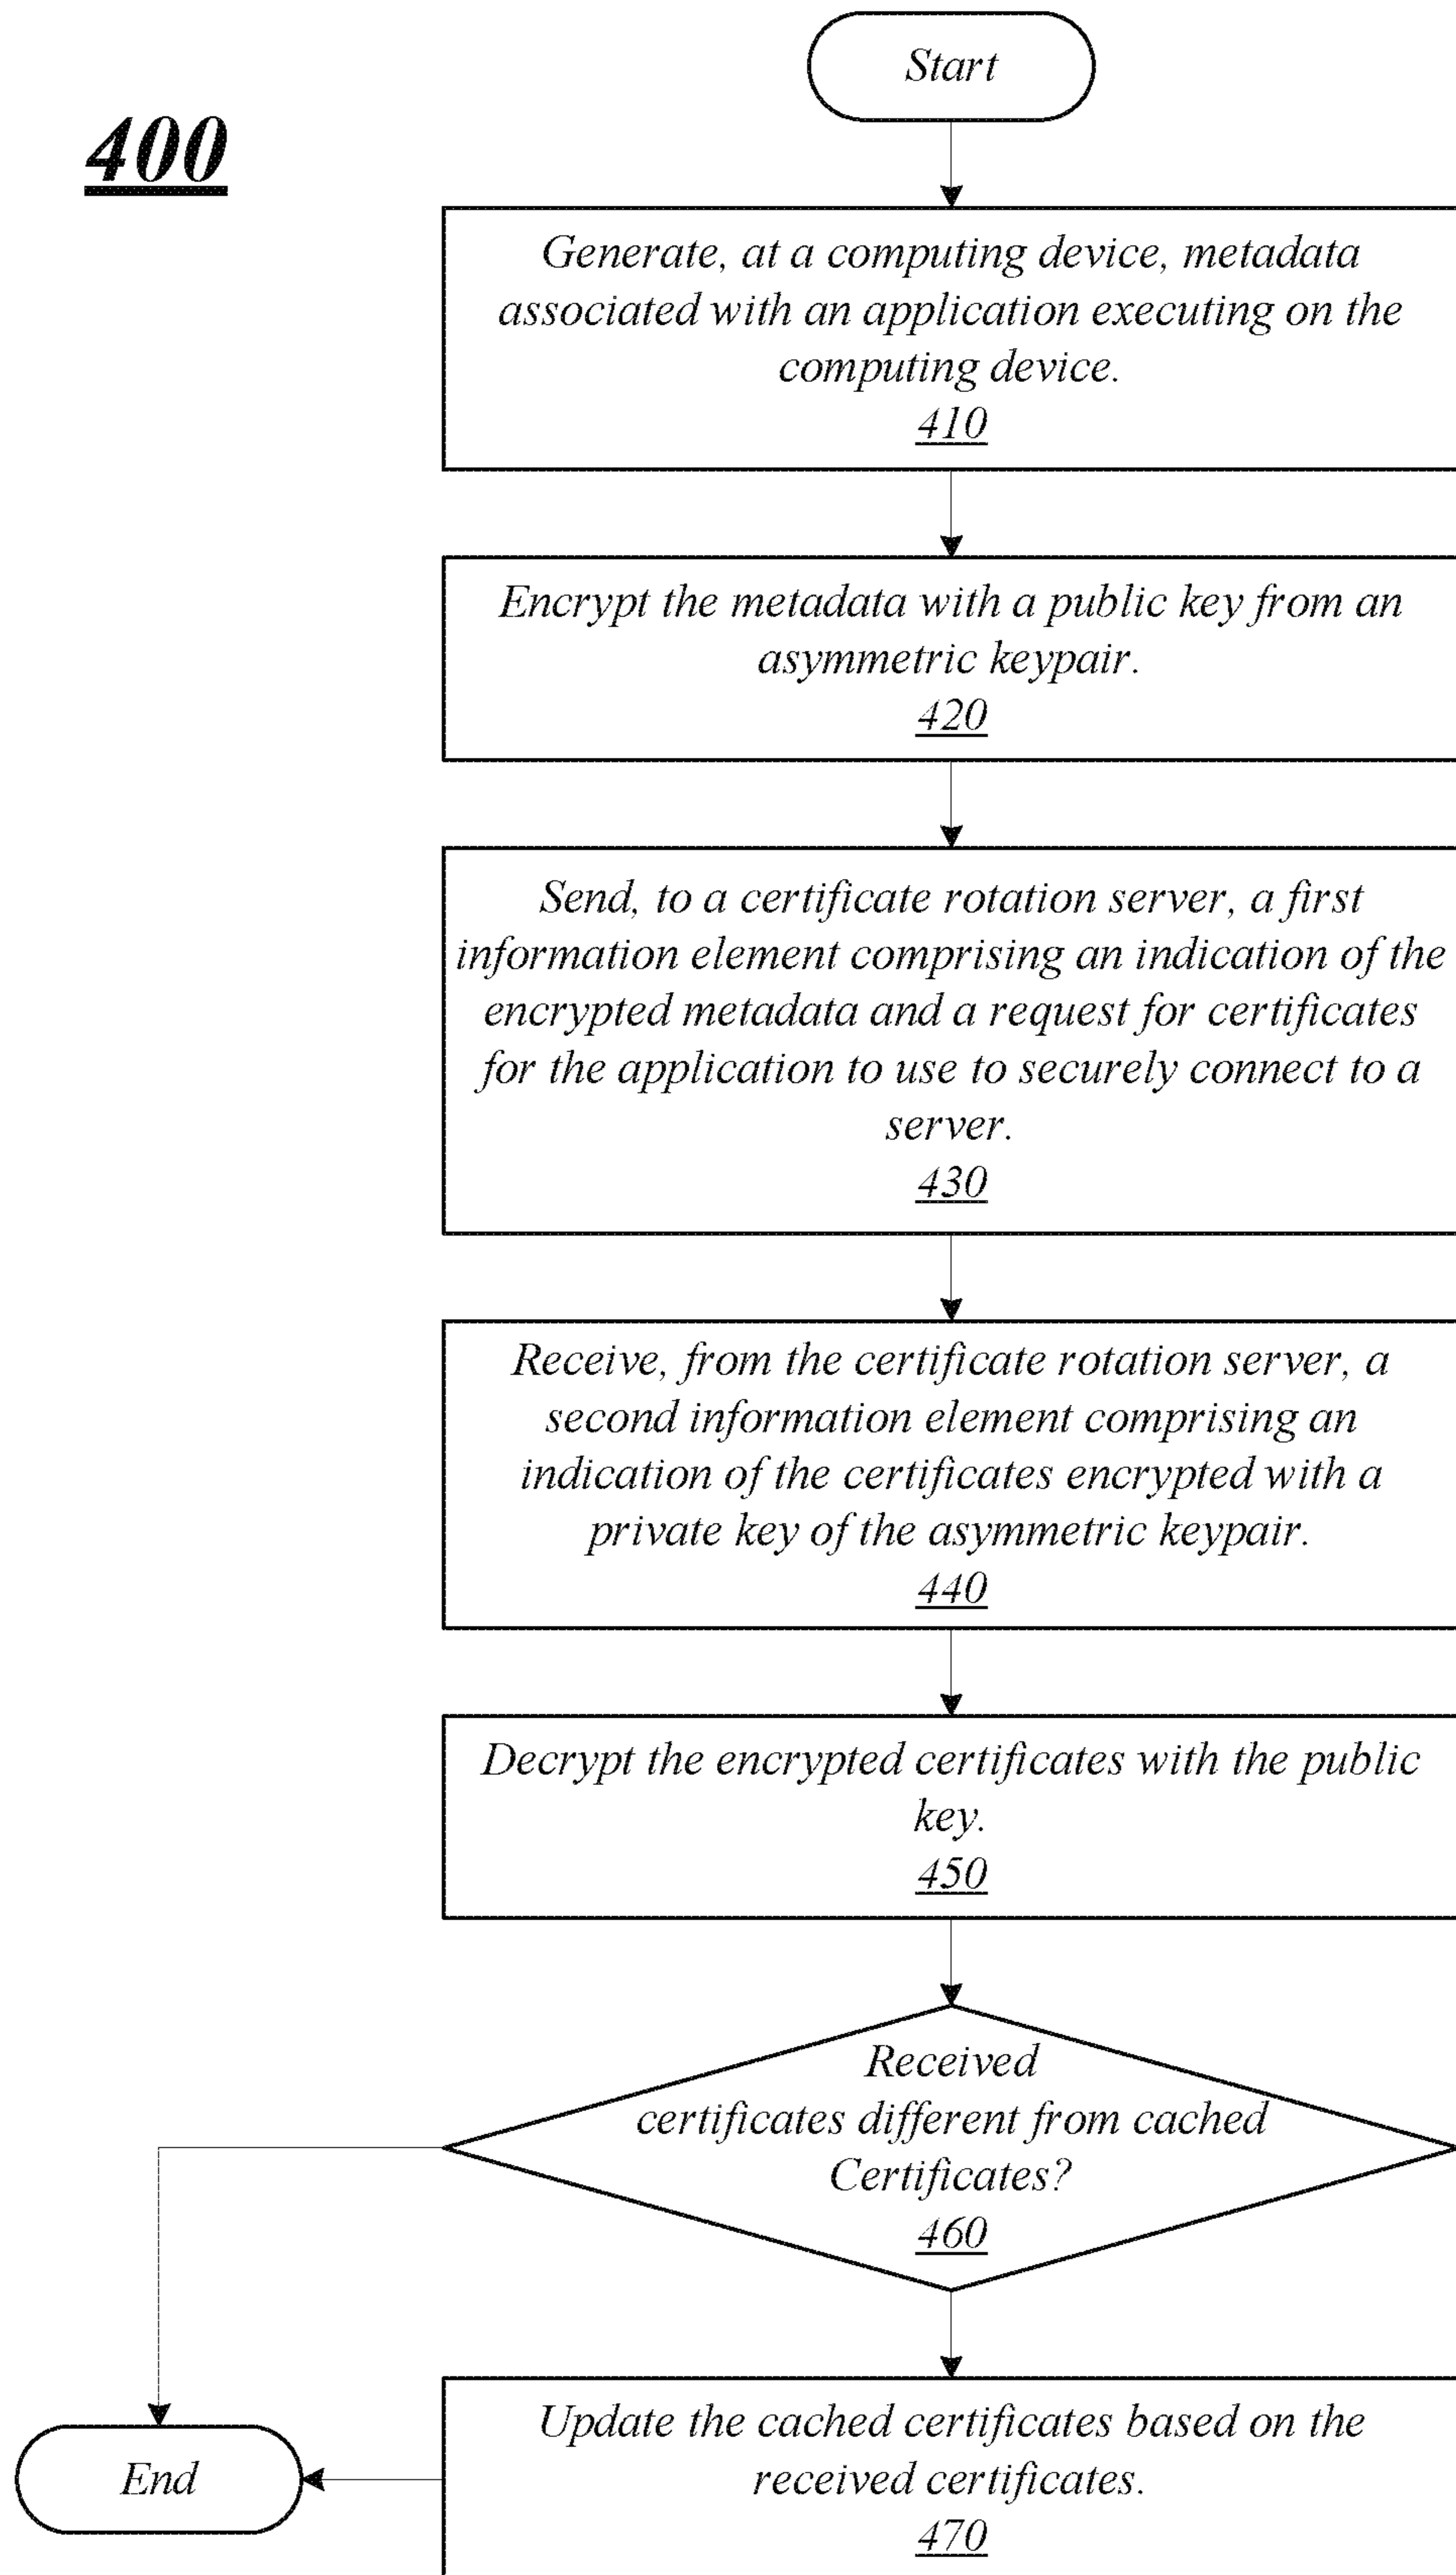 Start
400
Generate, at a computing device, metadata
associated with an application executing on the
computing device.
410
Encrypt the metadata with a public key from an
asymmetric keypair.
420
Send, to a certificate rotation server, a first
information element comprising an indication of the
encrypted metadata and a request for certificates
for the application to use to securely connect to a
server.
430
Receive, from the certificate rotation server, a
second information element comprising an
indication of the certificates encrypted with a
private key of the asymmetric keypair.
440
Decrypt the encrypted certificates with the public
key.
450
Received
certificates different from cached
Certificates?
460
Update the cached certificates based on the
received certificates.
470
End